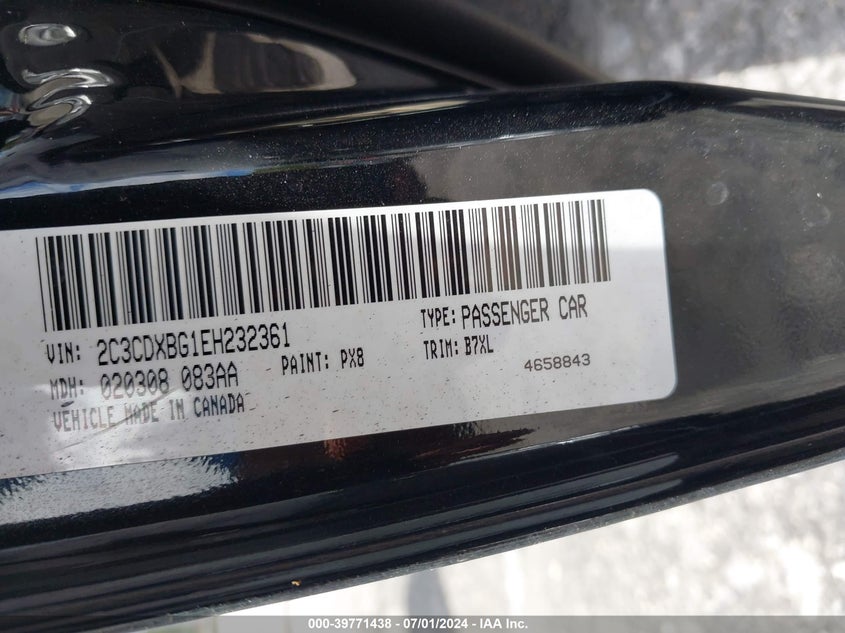 VIN: 2C3CDXBG1EH232361
TYPE: PASSENGER CAR
MDH: 020308 083AA
PAINT: PX8
TRIM: B7XL
VEHICLE MADE IN CANADA
4658843
000-39771438 - 07/01/2024 - IAA Inc.